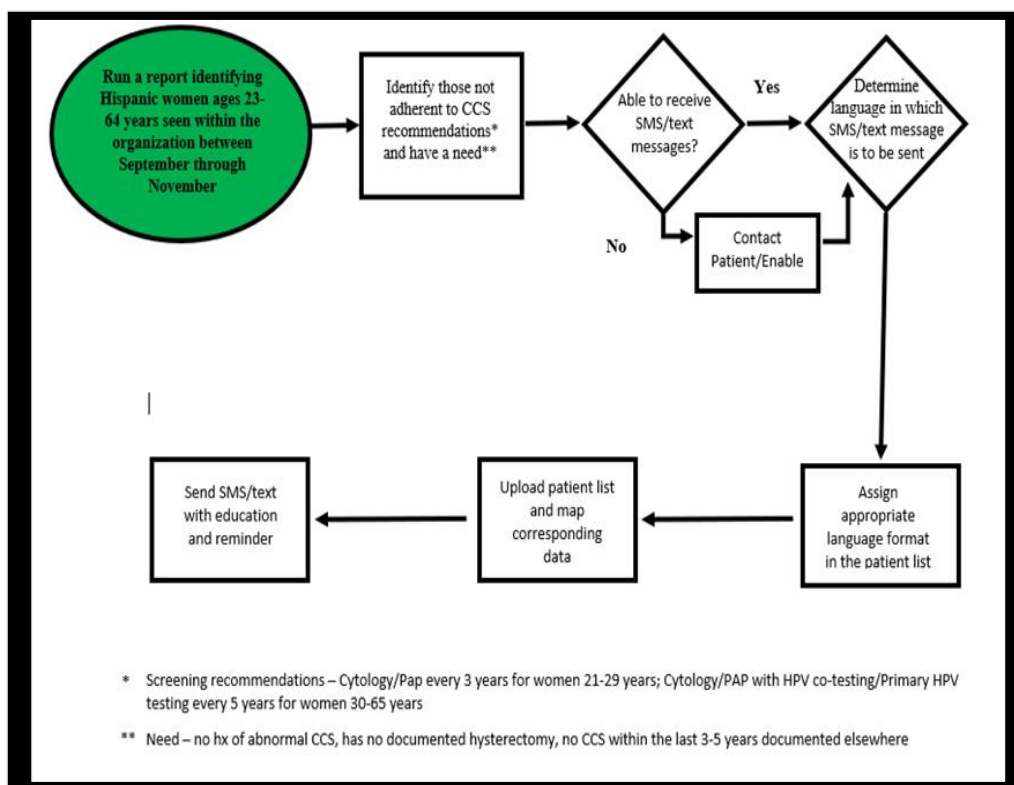 Run a report identifying
Hispanic women ages 23-
64 years seen within the
organization between
September through
November
Identify those not
adherent to CCS
recommendations*
and have a need**
Able to receive
SMS/text
messages?
Yes
Determine
language in which
SMS/text message
is to be sent
No
Contact
Patient/Enable
Assign
appropriate
language format
in the patient list
Upload patient list
and map
corresponding
data
Send SMS/text
with education
and reminder
* Screening recommendations – Cytology/Pap every 3 years for women 21-29 years; Cytology/PAP with HPV co-testing/Primary HPV
testing every 5 years for women 30-65 years
** Need – no hx of abnormal CCS, has no documented hysterectomy, no CCS within the last 3-5 years documented elsewhere